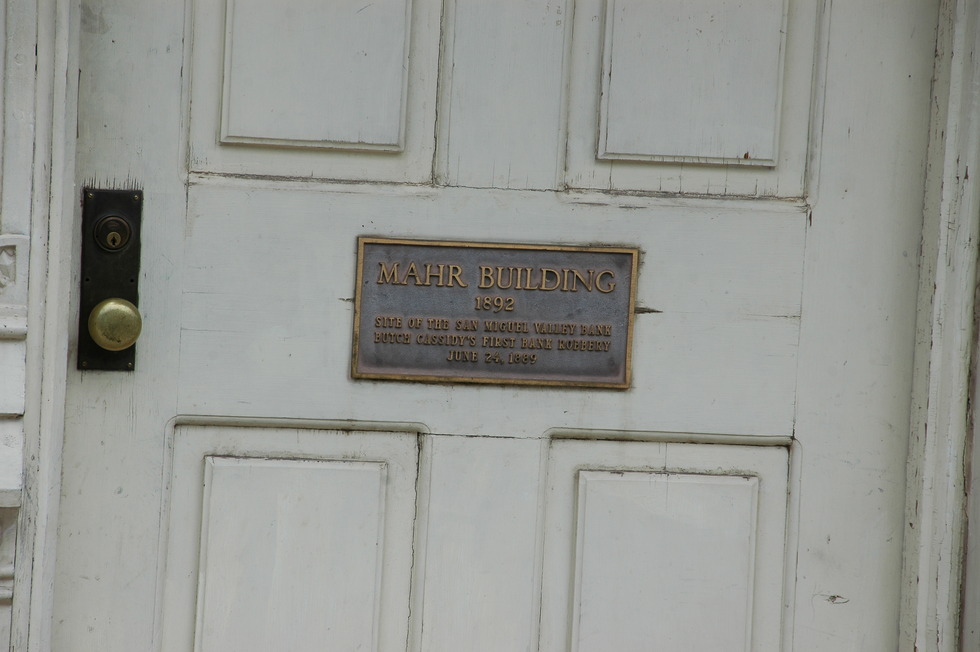 MAHR BUILDING
1892
SITE OF THE SAN MIGUEL VALLEY BANK
BUTCH CASSIDY'S FIRST BANK ROBBERY
JUNE 24, 1889